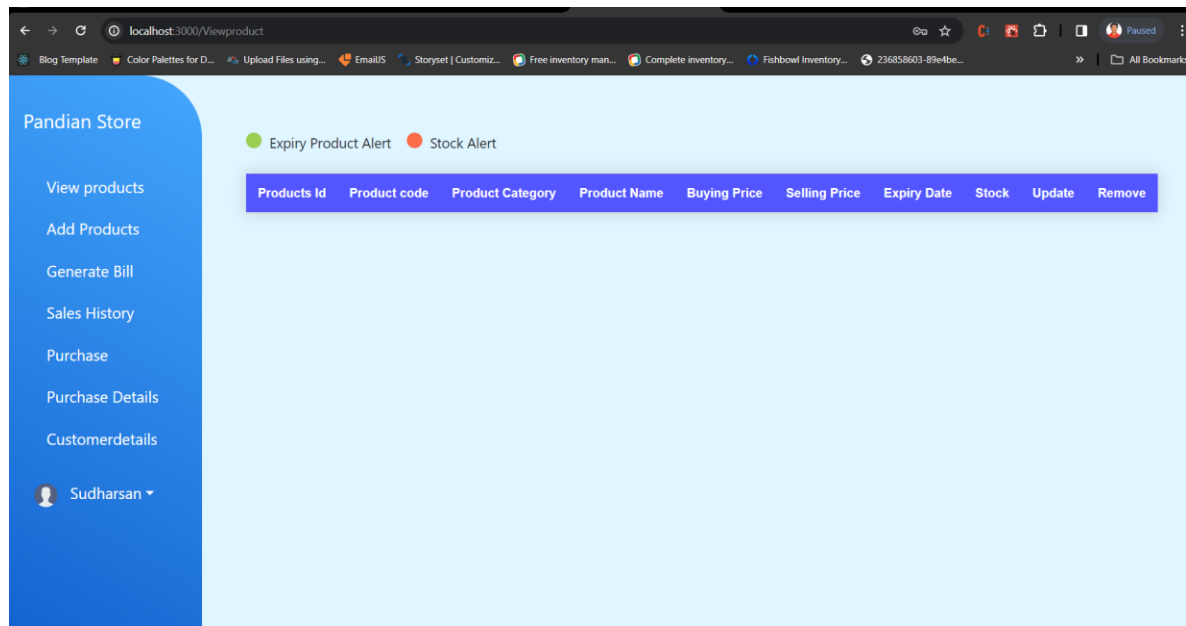 localhost:3000/Viewproduct
Paused
Blog Template Color Palettes for D... Upload Files using... EmailJS Storyset | Customiz... Free inventory man... Complete inventory... Fishbowl Inventory... 236858603-89e4be... » All Bookmarks
Pandian Store
View products
Add Products
Generate Bill
Sales History
Purchase
Purchase Details
Customerdetails
Sudharsan
Expiry Product Alert Stock Alert
Products Id Product code Product Category Product Name Buying Price Selling Price Expiry Date Stock Update Remove